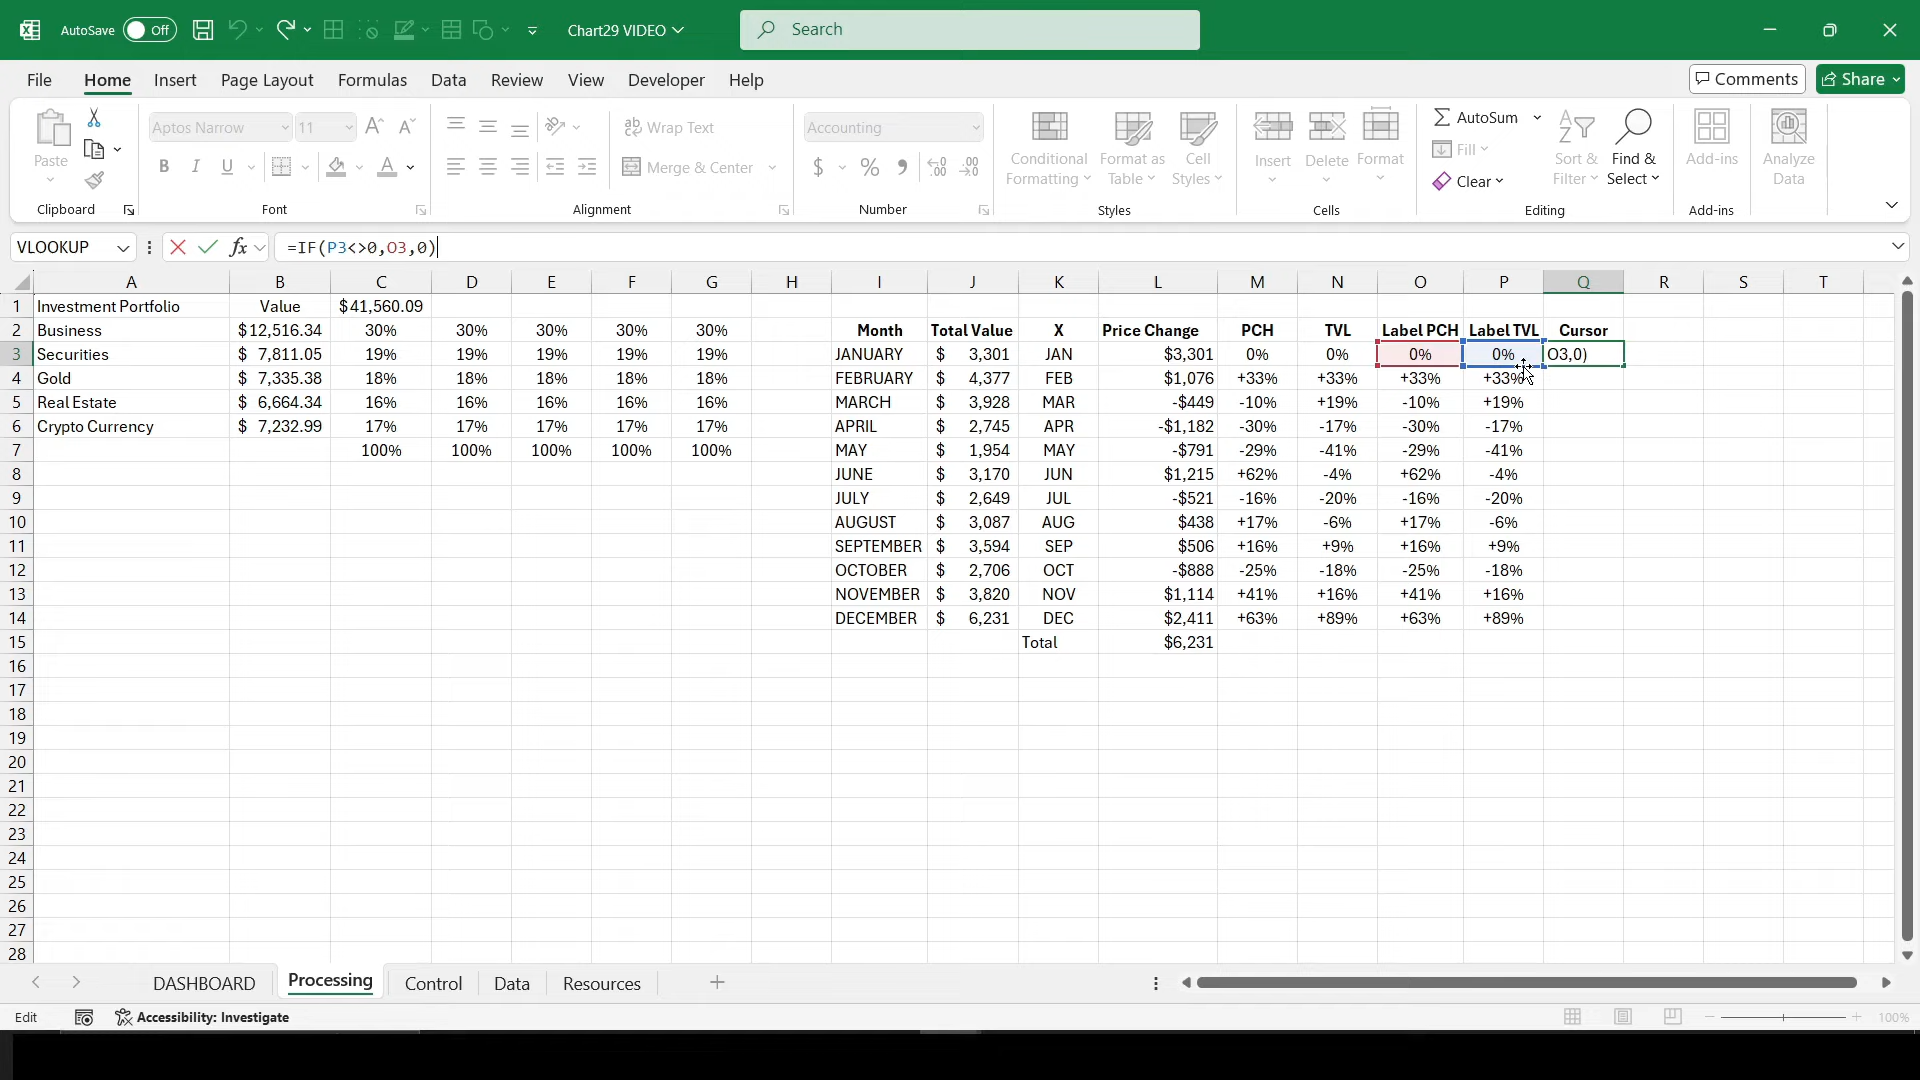 AutoSave Off Chart29 VIDEO Search
File Home Insert Page Layout Formulas Data Review View Developer Help Comments Share
Aptos Narrow 11 Wrap Text Accounting AutoSum
Paste Conditional Format as Cell Insert Delete Format Fill Sort & Find & Add-ins Analyze
B I U Merge & Center $ % Formatting Table Styles Clear Filter Select Data
Clipboard Font Alignment Number Styles Cells Editing Add-ins
VLOOKUP fx =IF(P3<>0,O3,0)
A B C D E F G H I J K L M N O P Q R S T
1 Investment Portfolio Value $41,560.09
2 Business $12,516.34 30% 30% 30% 30% 30% Month Total Value X Price Change PCH TVL Label PCH Label TVL Cursor
3 Securities $ 7,811.05 19% 19% 19% 19% 19% JANUARY $ 3,301 JAN $3,301 0% 0% 0% 0% O3,0)
4 Gold $ 7,335.38 18% 18% 18% 18% 18% FEBRUARY $ 4,377 FEB $1,076 +33% +33% +33% +33%
5 Real Estate $ 6,664.34 16% 16% 16% 16% 16% MARCH $ 3,928 MAR -$449 -10% +19% -10% +19%
6 Crypto Currency $ 7,232.99 17% 17% 17% 17% 17% APRIL $ 2,745 APR -$1,182 -30% -17% -30% -17%
7 100% 100% 100% 100% 100% MAY $ 1,954 MAY -$791 -29% -41% -29% -41%
8 JUNE $ 3,170 JUN $1,215 +62% -4% +62% -4%
9 JULY $ 2,649 JUL -$521 -16% -20% -16% -20%
10 AUGUST $ 3,087 AUG $438 +17% -6% +17% -6%
11 SEPTEMBER $ 3,594 SEP $506 +16% +9% +16% +9%
12 OCTOBER $ 2,706 OCT -$888 -25% -18% -25% -18%
13 NOVEMBER $ 3,820 NOV $1,114 +41% +16% +41% +16%
14 DECEMBER $ 6,231 DEC $2,411 +63% +89% +63% +89%
15 Total $6,231
16
17
18
19
20
21
22
23
24
25
26
27
28
DASHBOARD Processing Control Data Resources
Edit Accessibility: Investigate 100%